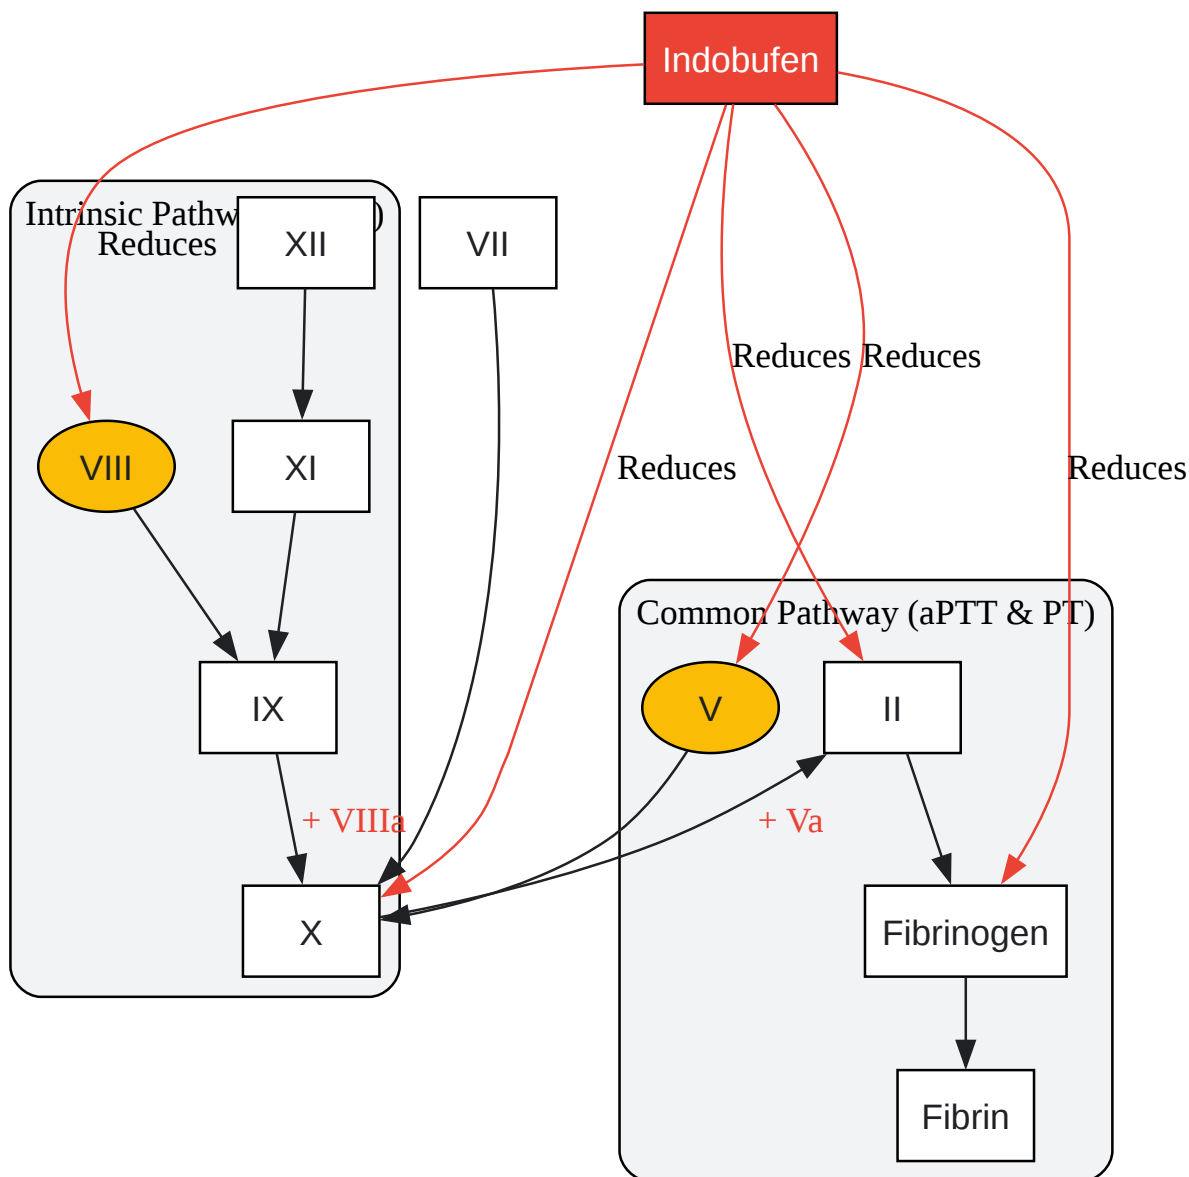 Indobufen
Intrinsic )
Reduces
XII
VII
Reduces
Reduces
VIII
XI
Reduces
Reduces
Common Pathway (aPTT & PT)
IX
V
II
+ VIIIa
+ Va
X
Fibrinogen
Fibrin